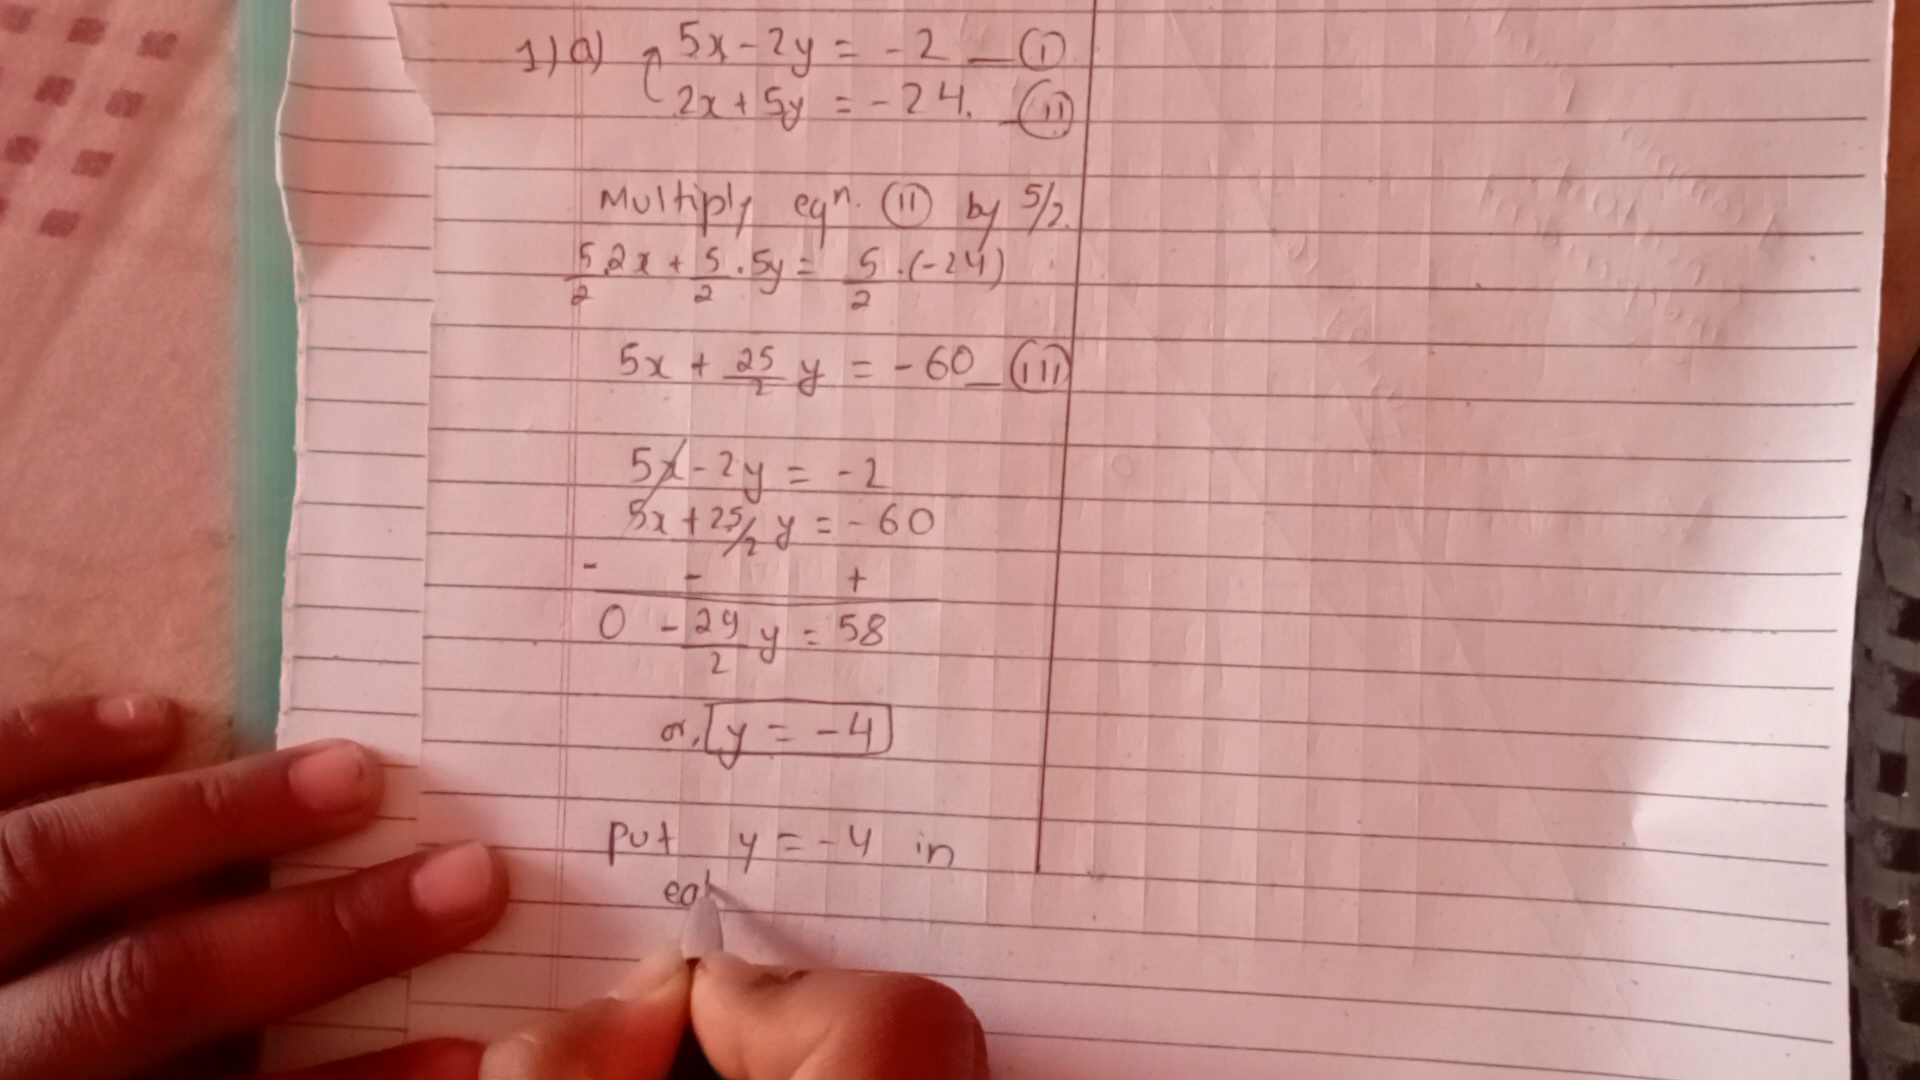 1) a) 5x - 2y = -2 — (i)
2x + 5y = -24. — (ii)
Multiply eqn. (ii) by 5/2.
5/2 . 2x + 5/2 . 5y = 5/2 . (-24)
5x + 25/2 y = -60 — (iii)
5x - 2y = -2
5x + 25/2 y = -60
- - +
0 - 29/2 y = 58
or, y = -4
Put y = -4 in